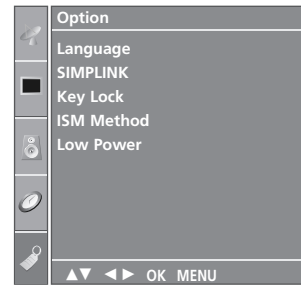 Option
Language
SIMPLINK
Key Lock
ISM Method
Low Power
▲▼ ◄► OK MENU